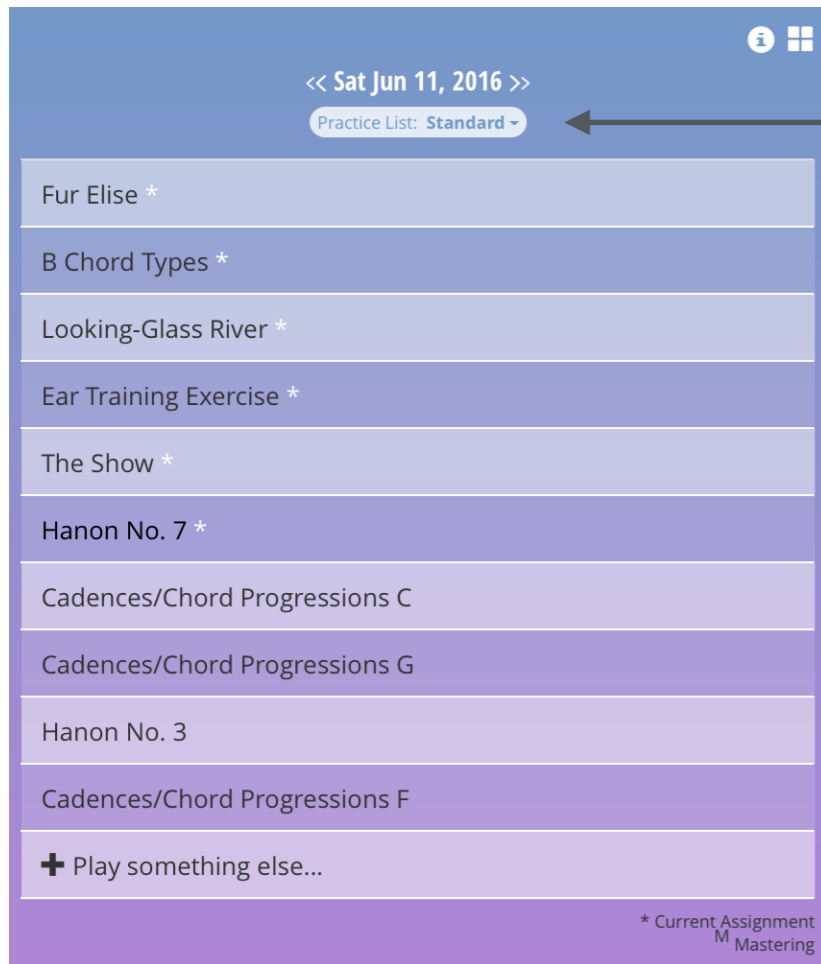 << Sat Jun 11, 2016 >>
Practice List: Standard
Fur Elise *
B Chord Types *
Looking-Glass River *
Ear Training Exercise *
The Show *
Hanon No. 7 *
Cadences/Chord Progressions C
Cadences/Chord Progressions G
Hanon No. 3
Cadences/Chord Progressions F
+ Play something else...
* Current Assignment
M Mastering